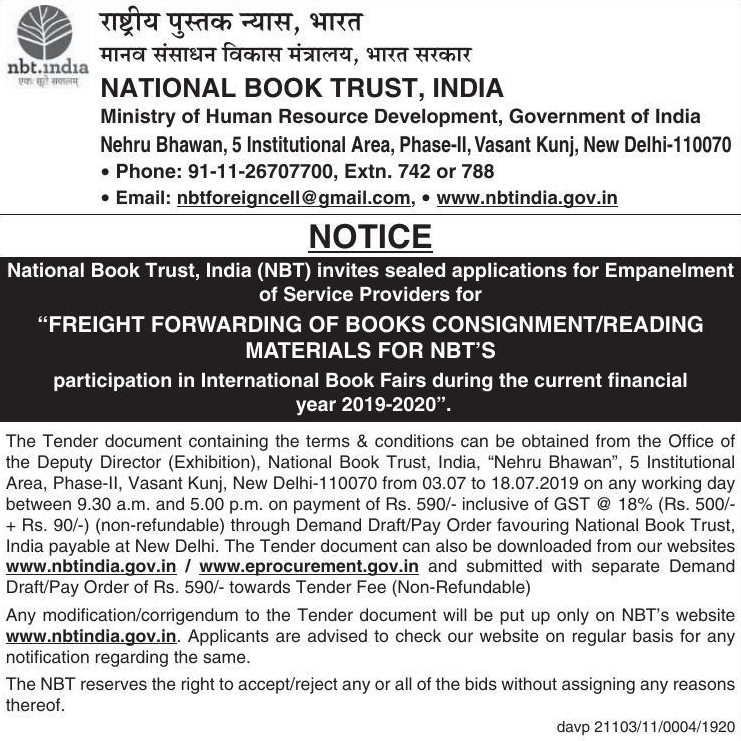 राष्ट्रीय पुस्तक न्यास, भारत
मानव संसाधन विकास मंत्रालय, भारत सरकार
nbt.india
एकः सूते सकलम्
NATIONAL BOOK TRUST, INDIA
Ministry of Human Resource Development, Government of India
Nehru Bhawan, 5 Institutional Area, Phase-II, Vasant Kunj, New Delhi-110070
• Phone: 91-11-26707700, Extn. 742 or 788
• Email: nbtforeigncell@gmail.com, • www.nbtindia.gov.in
NOTICE
National Book Trust, India (NBT) invites sealed applications for Empanelment
of Service Providers for
“FREIGHT FORWARDING OF BOOKS CONSIGNMENT/READING
MATERIALS FOR NBT’S
participation in International Book Fairs during the current financial
year 2019-2020”.
The Tender document containing the terms & conditions can be obtained from the Office of
the Deputy Director (Exhibition), National Book Trust, India, “Nehru Bhawan”, 5 Institutional
Area, Phase-II, Vasant Kunj, New Delhi-110070 from 03.07 to 18.07.2019 on any working day
between 9.30 a.m. and 5.00 p.m. on payment of Rs. 590/- inclusive of GST @ 18% (Rs. 500/-
+ Rs. 90/-) (non-refundable) through Demand Draft/Pay Order favouring National Book Trust,
India payable at New Delhi. The Tender document can also be downloaded from our websites
www.nbtindia.gov.in / www.eprocurement.gov.in and submitted with separate Demand
Draft/Pay Order of Rs. 590/- towards Tender Fee (Non-Refundable)
Any modification/corrigendum to the Tender document will be put up only on NBT’s website
www.nbtindia.gov.in. Applicants are advised to check our website on regular basis for any
notification regarding the same.
The NBT reserves the right to accept/reject any or all of the bids without assigning any reasons
thereof.
davp 21103/11/0004/1920